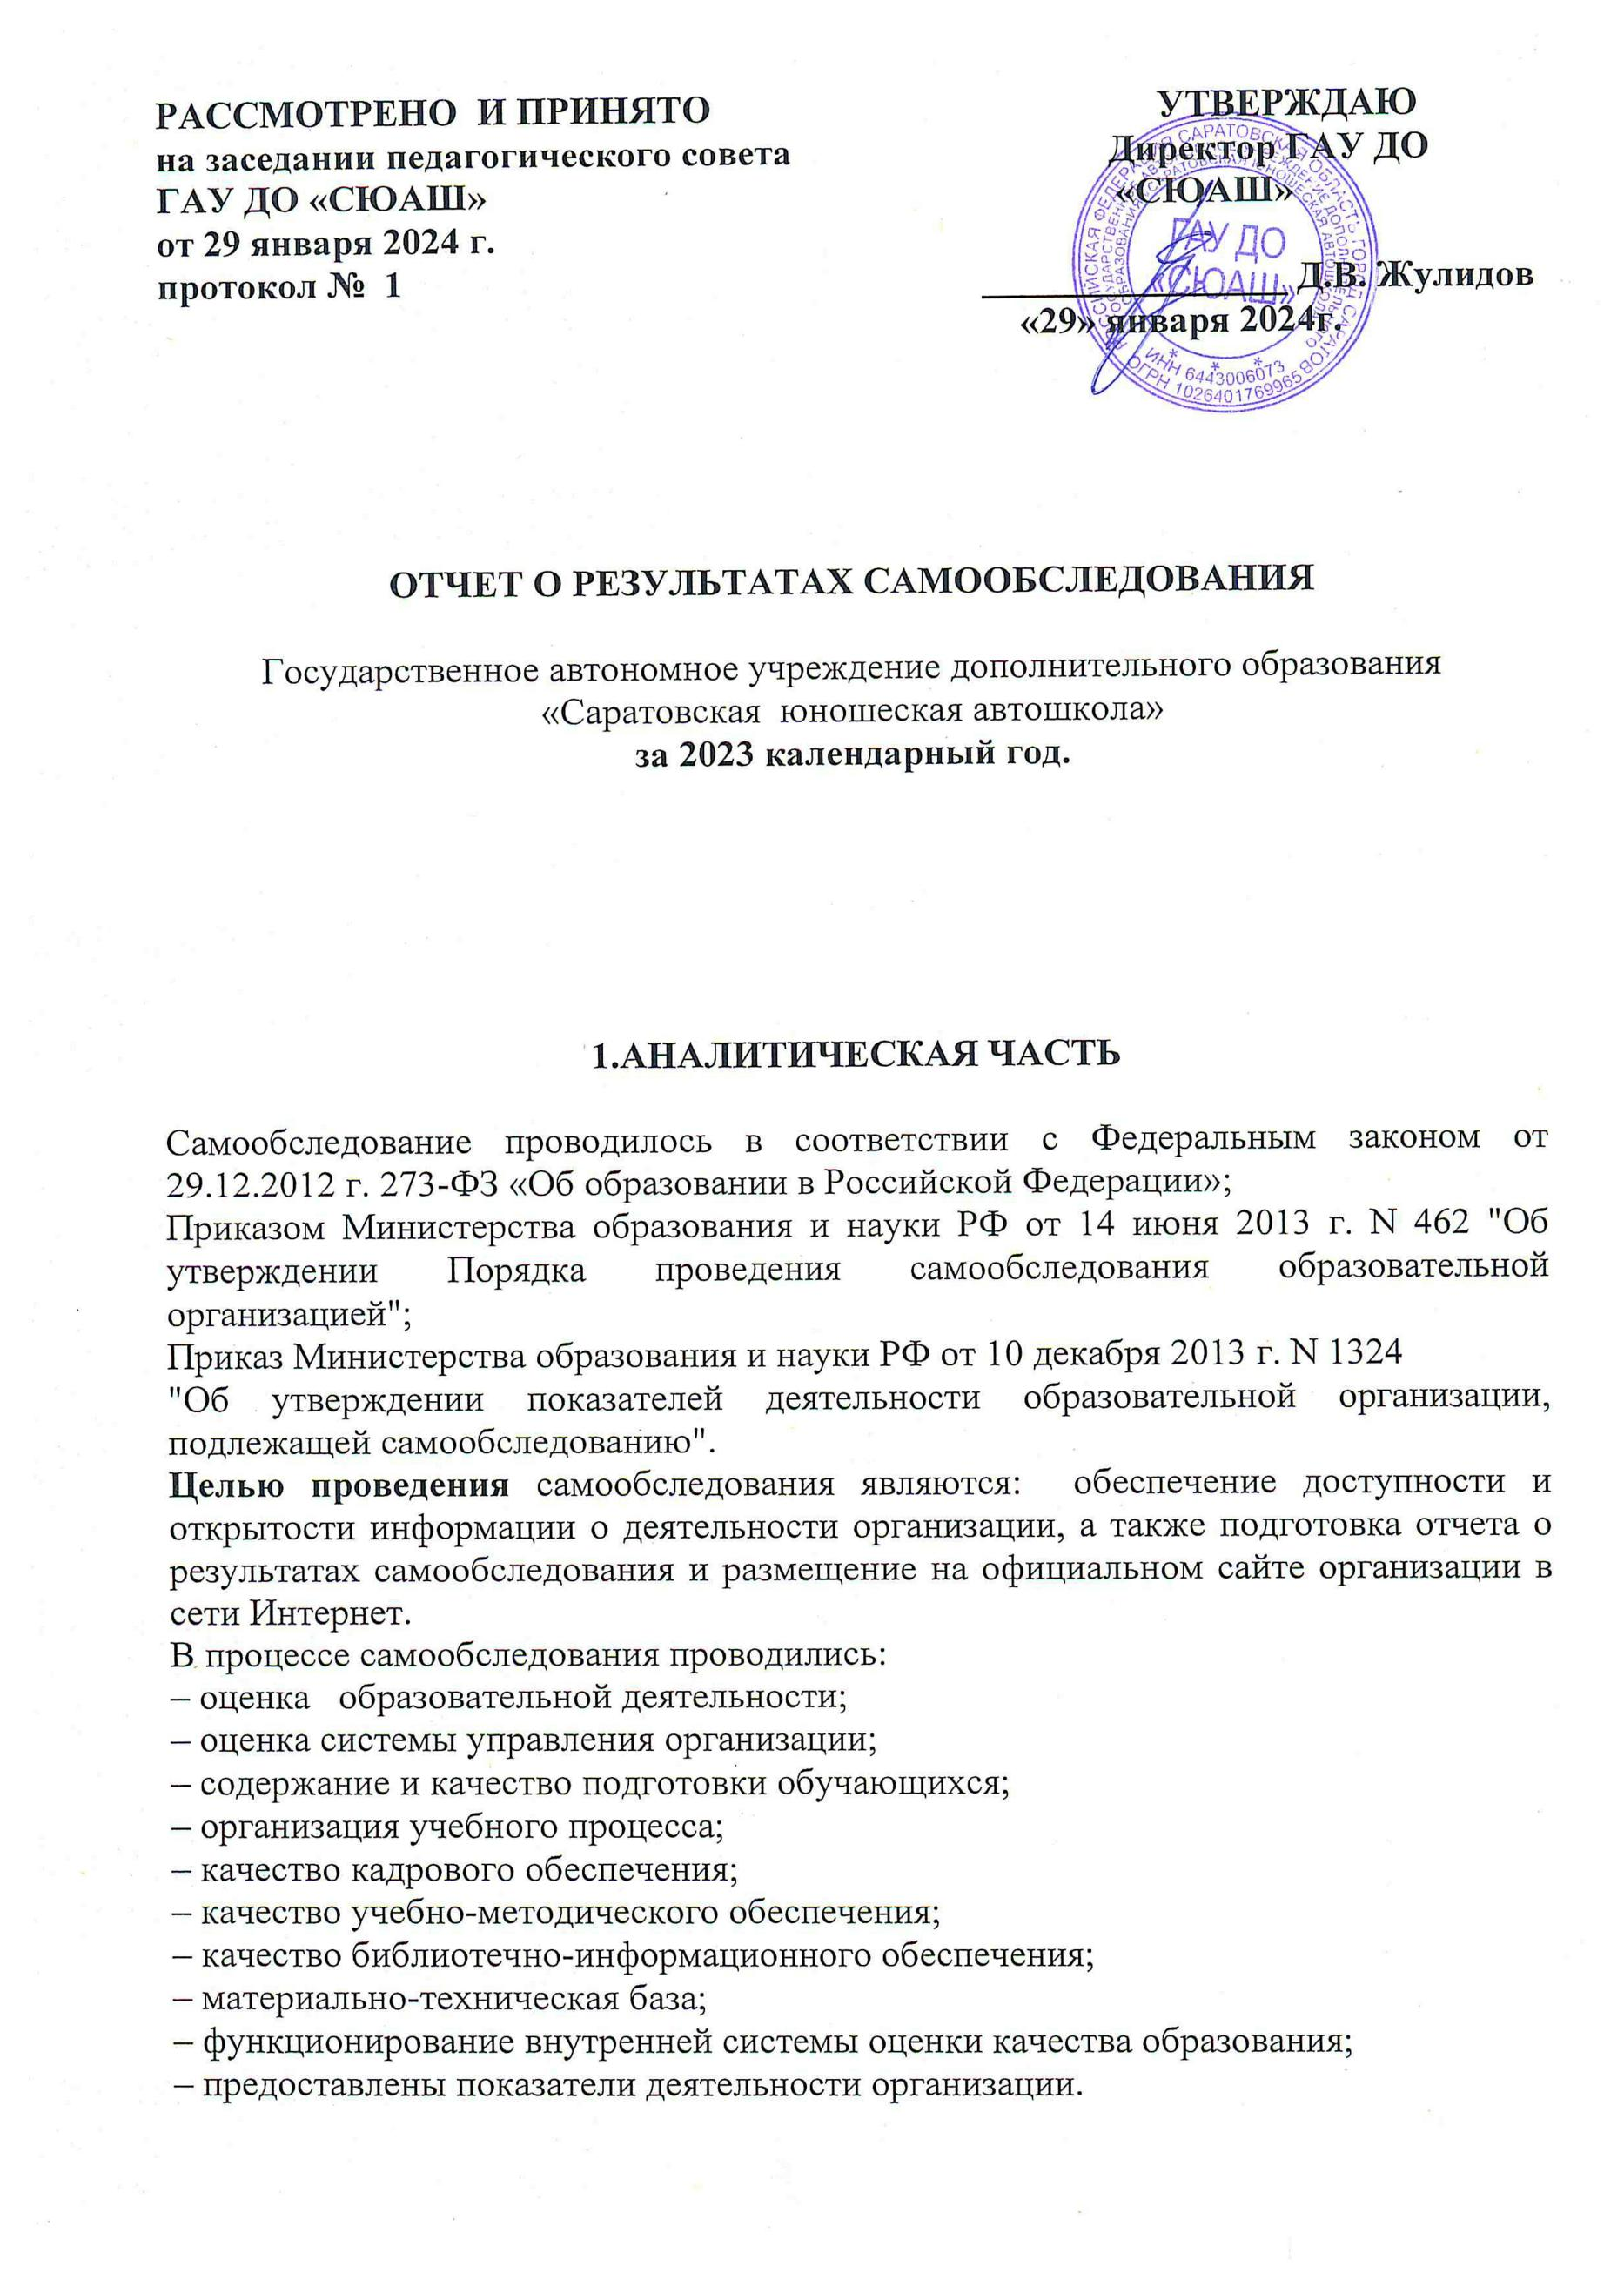 РАССМОТРЕНО И ПРИНЯТО
на заседании педагогического совета
ГАУ ДО «СЮАШ»
от 29 января 2024 г.
протокол № 1
УТВЕРЖДАЮ
Директор ГАУ ДО
«СЮАШ»
Д.В. Жулидов
«29» января 2024г.
ГАУ ДО
«СЮАШ»
ИНН 6443006073
ОГРН 1026401769965
ОТЧЕТ О РЕЗУЛЬТАТАХ САМООБСЛЕДОВАНИЯ
Государственное автономное учреждение дополнительного образования
«Саратовская юношеская автошкола»
за 2023 календарный год.
1.АНАЛИТИЧЕСКАЯ ЧАСТЬ
Самообследование проводилось в соответствии с Федеральным законом от
29.12.2012 г. 273-ФЗ «Об образовании в Российской Федерации»;
Приказом Министерства образования и науки РФ от 14 июня 2013 г. N 462 "Об
утверждении Порядка проведения самообследования образовательной
организацией";
Приказ Министерства образования и науки РФ от 10 декабря 2013 г. N 1324
"Об утверждении показателей деятельности образовательной организации,
подлежащей самообследованию".
Целью проведения самообследования являются: обеспечение доступности и
открытости информации о деятельности организации, а также подготовка отчета о
результатах самообследования и размещение на официальном сайте организации в
сети Интернет.
В процессе самообследования проводились:
– оценка образовательной деятельности;
– оценка системы управления организации;
– содержание и качество подготовки обучающихся;
– организация учебного процесса;
– качество кадрового обеспечения;
– качество учебно-методического обеспечения;
– качество библиотечно-информационного обеспечения;
– материально-техническая база;
– функционирование внутренней системы оценки качества образования;
– предоставлены показатели деятельности организации.